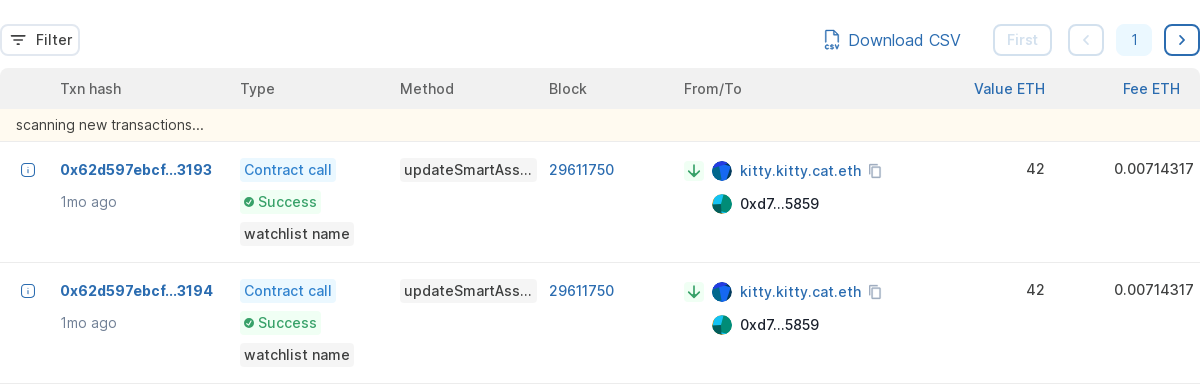 Filter
CSV Download CSV First 1
Txn hash Type Method Block From/To Value ETH Fee ETH
scanning new transactions...
0x62d597ebcf...3193 Contract call updateSmartAss... 29611750 kitty.kitty.cat.eth 42 0.00714317
1mo ago Success 0xd7...5859
watchlist name
0x62d597ebcf...3194 Contract call updateSmartAss... 29611750 kitty.kitty.cat.eth 42 0.00714317
1mo ago Success 0xd7...5859
watchlist name